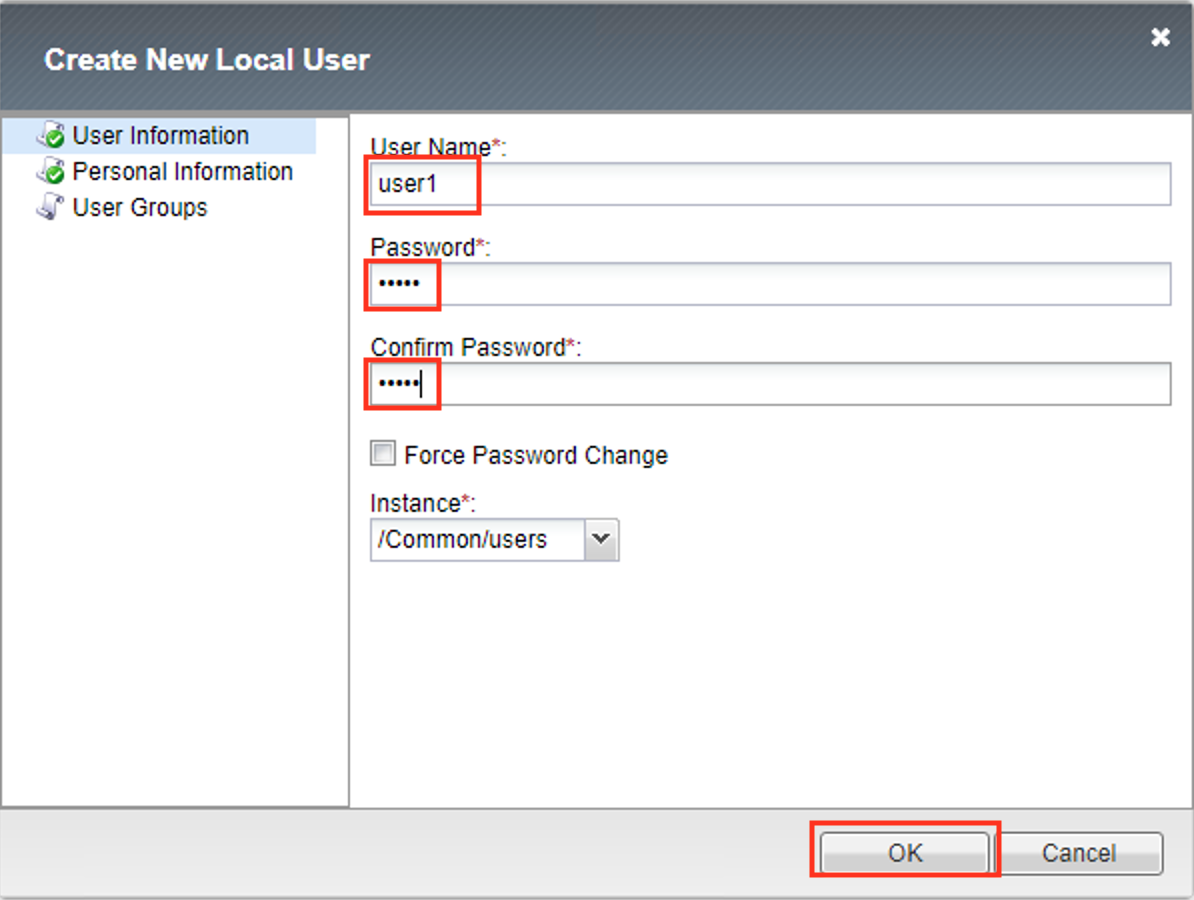 Create New Local User
User Information
Personal Information
User Groups
User Name*:
user1
Password*:
•••••
Confirm Password*:
•••••
Force Password Change
Instance*:
/Common/users
OK
Cancel